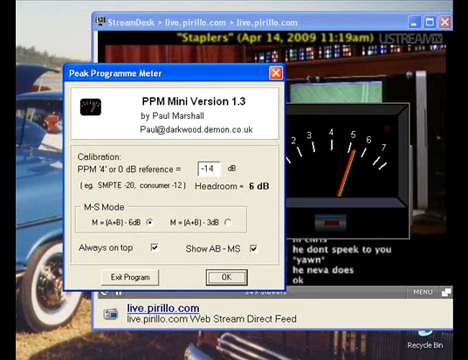 StreamDesk > live.pirillo.com > live.pirillo.com
"Staplers" (Apr 14, 2009 11:19am)
USTREAM
Peak Programme Meter
PPM Mini Version 1.3
by Paul Marshall
Paul@darkwood.demon.co.uk
Calibration:
PPM '4' or 0 dB reference = -14 dB
( eg. SMPTE -20, consumer -12) Headroom = 6 dB
M-S Mode
M = (A+B) - 6dB M = (A+B) - 3dB
Always on top Show AB - MS
Exit Program OK
3 4 5 6 7
he dont speek to you
*yawn*
he neva does
ok
MENU
live.pirillo.com
live.pirillo.com Web Stream Direct Feed
Recycle Bin